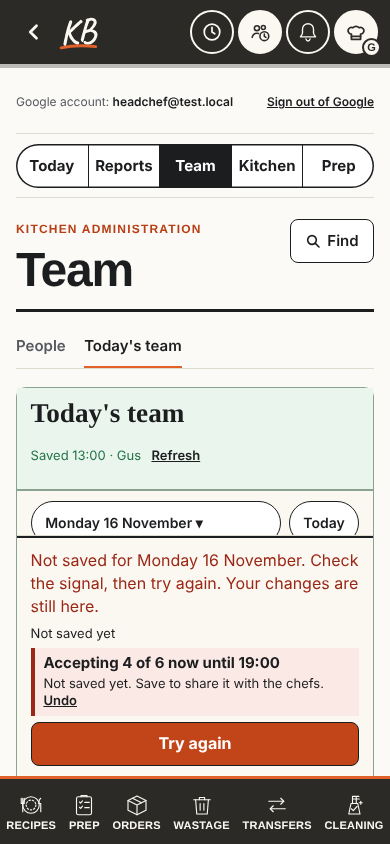 KB
G
Google account: headchef@test.local Sign out of Google
Today Reports Team Kitchen Prep
KITCHEN ADMINISTRATION
Team
Find
People Today's team
Today's team
Saved 13:00 · Gus Refresh
Monday 16 November ▾ Today
Not saved for Monday 16 November. Check
the signal, then try again. Your changes are
still here.
Not saved yet
Accepting 4 of 6 now until 19:00
Not saved yet. Save to share it with the chefs.
Undo
Try again
RECIPES PREP ORDERS WASTAGE TRANSFERS CLEANING